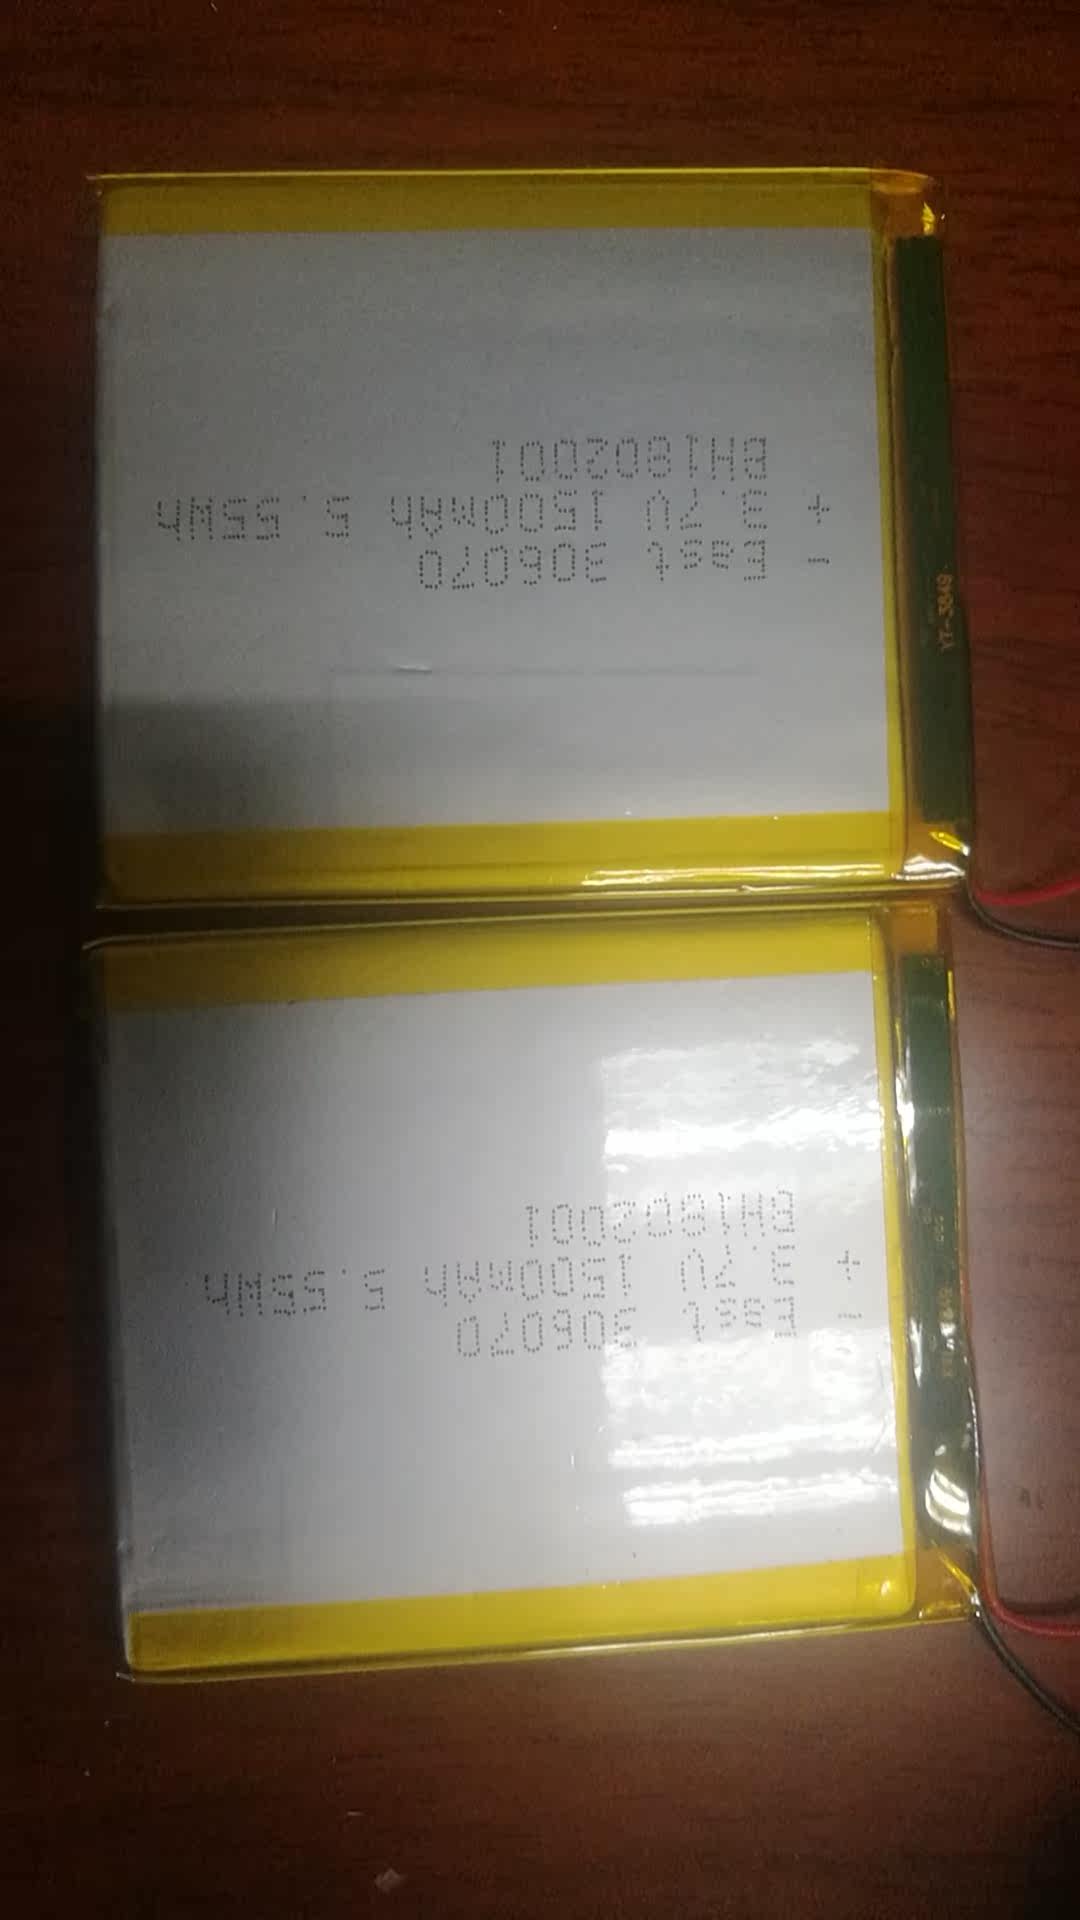 - East 306070
+ 3.7V 1500mAh 5.55Wh
BH1802001
- East 306070
+ 3.7V 1500mAh 5.55Wh
BH1802001
YT-3849